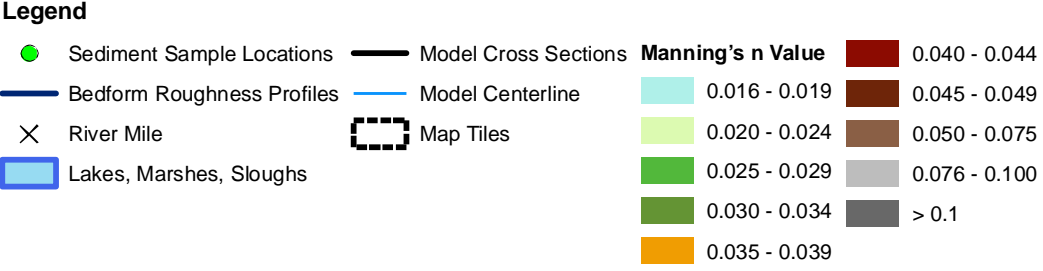 Legend
Sediment Sample Locations
Bedform Roughness Profiles
River Mile
Lakes, Marshes, Sloughs
Model Cross Sections
Model Centerline
Map Tiles
Manning's n Value
0.016 - 0.019
0.020 - 0.024
0.025 - 0.029
0.030 - 0.034
0.035 - 0.039
0.040 - 0.044
0.045 - 0.049
0.050 - 0.075
0.076 - 0.100
> 0.1